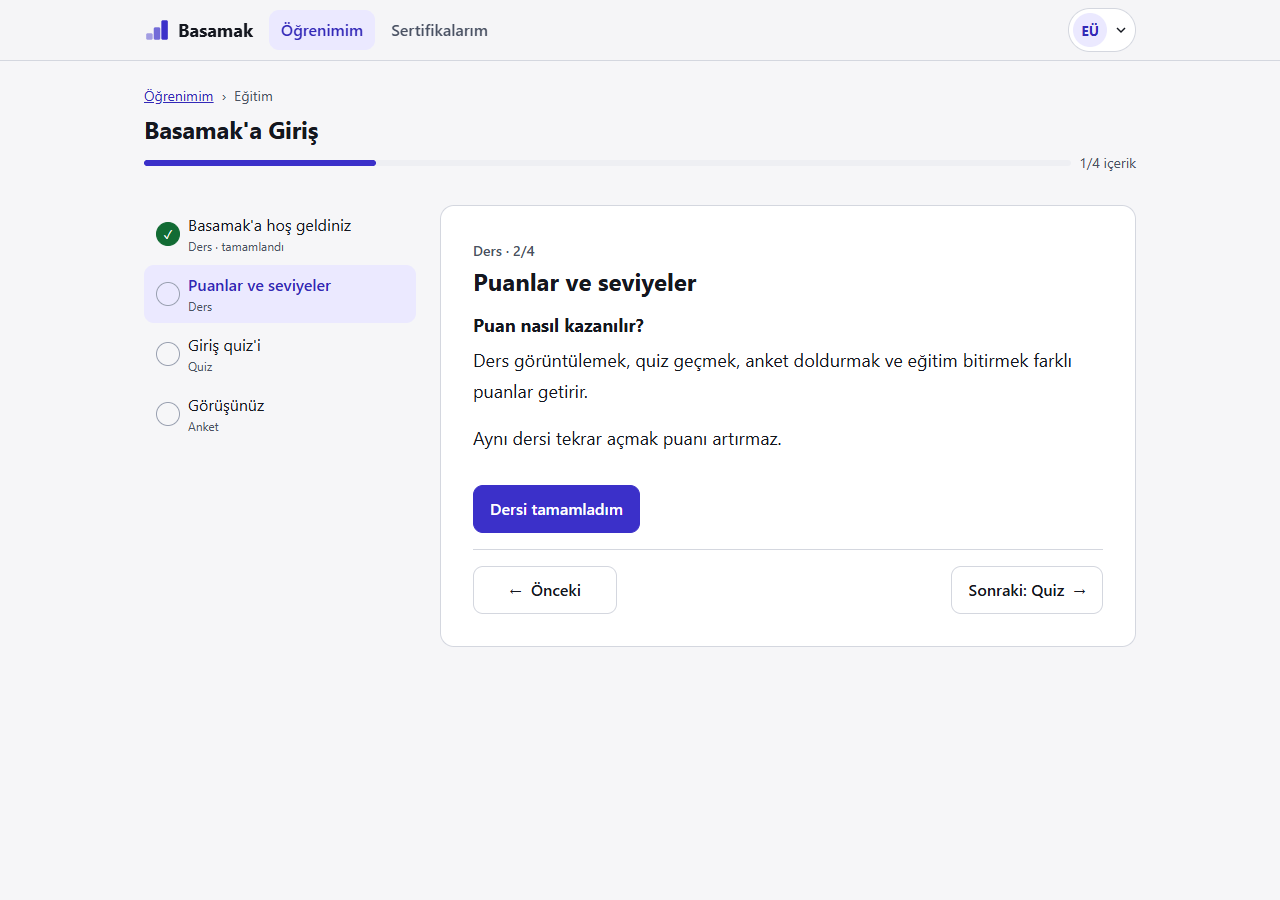 Basamak
Öğrenimim
Sertifikalarım
EÜ
Öğrenimim › Eğitim
Basamak'a Giriş
1/4 içerik
Basamak'a hoş geldiniz
Ders · tamamlandı
Puanlar ve seviyeler
Ders
Giriş quiz'i
Quiz
Görüşünüz
Anket
Ders · 2/4
Puanlar ve seviyeler
Puan nasıl kazanılır?
Ders görüntülemek, quiz geçmek, anket doldurmak ve eğitim bitirmek farklı
puanlar getirir.
Aynı dersi tekrar açmak puanı artırmaz.
Dersi tamamladım
← Önceki
Sonraki: Quiz →